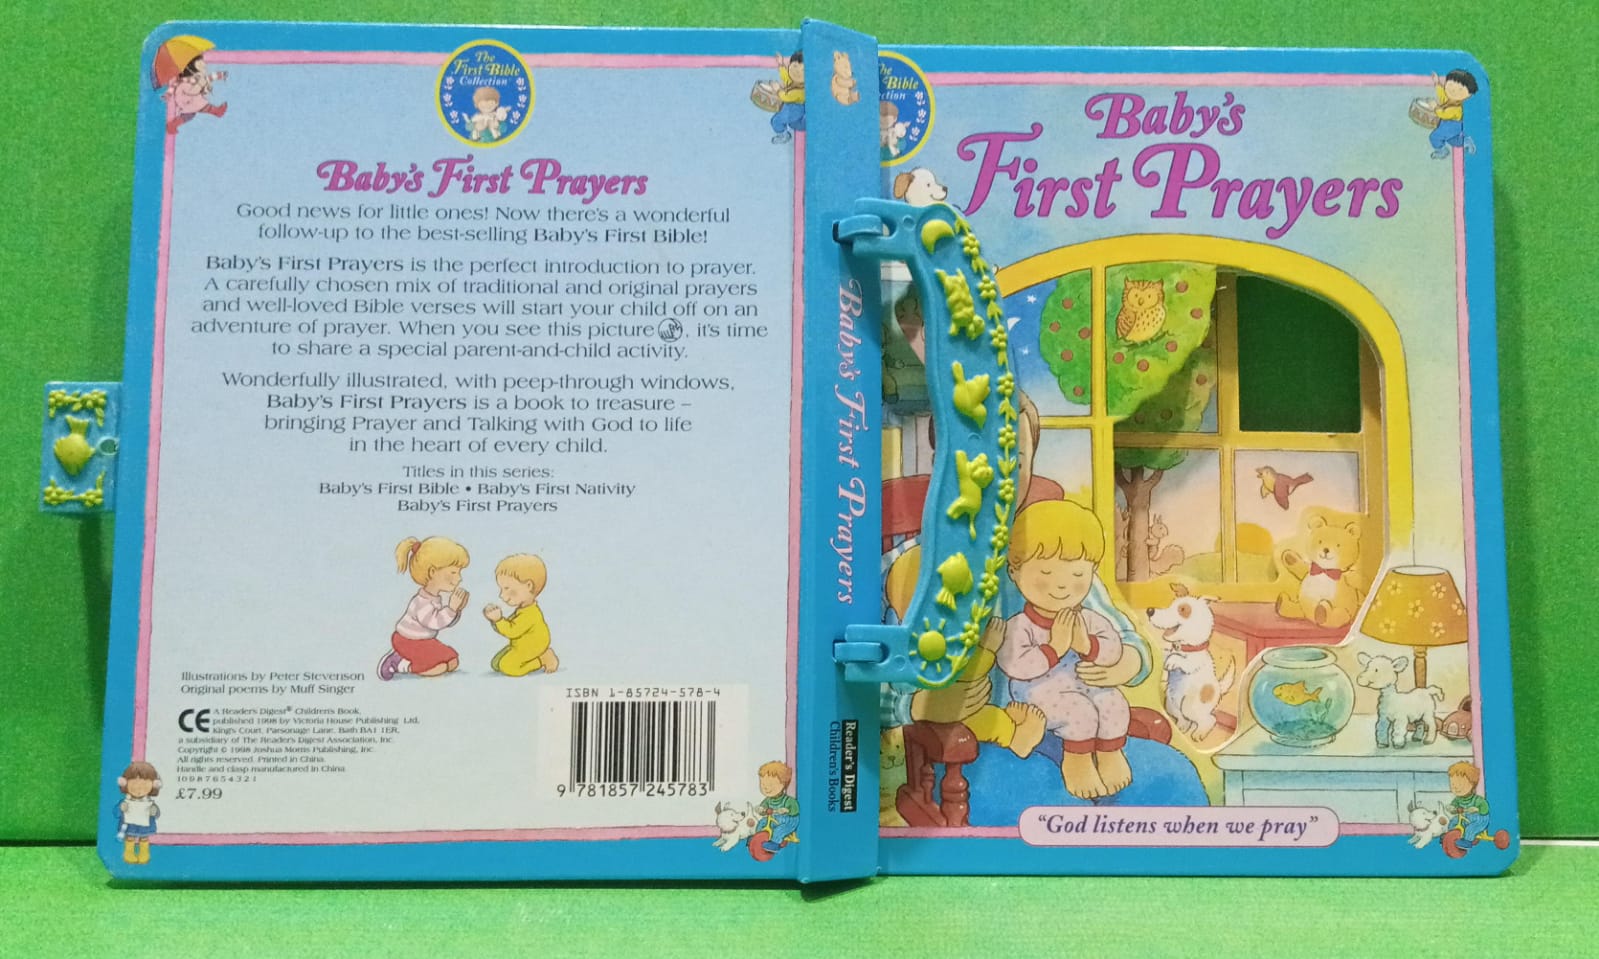 The
First Bible
Collection
Baby's First Prayers
Good news for little ones! Now there's a wonderful
follow-up to the best-selling Baby's First Bible!
Baby's First Prayers is the perfect introduction to prayer.
A carefully chosen mix of traditional and original prayers
and well-loved Bible verses will start your child off on an
adventure of prayer. When you see this picture , it's time
to share a special parent-and-child activity.
Wonderfully illustrated, with peep-through windows,
Baby's First Prayers is a book to treasure –
bringing Prayer and Talking with God to life
in the heart of every child.
Titles in this series:
Baby's First Bible • Baby's First Nativity
Baby's First Prayers
Illustrations by Peter Stevenson
Original poems by Muff Singer
CE
A Reader's Digest® Children's Book,
published 1998 by Victoria House Publishing Ltd,
King's Court, Parsonage Lane, Bath BA1 1ER,
a subsidiary of The Reader's Digest Association, Inc.
Copyright © 1998 Joshua Morris Publishing, Inc.
All rights reserved. Printed in China.
Handle and clasp manufactured in China.
10 9 8 7 6 5 4 3 2 1
£7.99
ISBN 1-85724-578-4
9 781857 245783
Baby's First Prayers
Reader's Digest
Children's Books
he
Bible
ction
Baby's
First Prayers
"God listens when we pray"